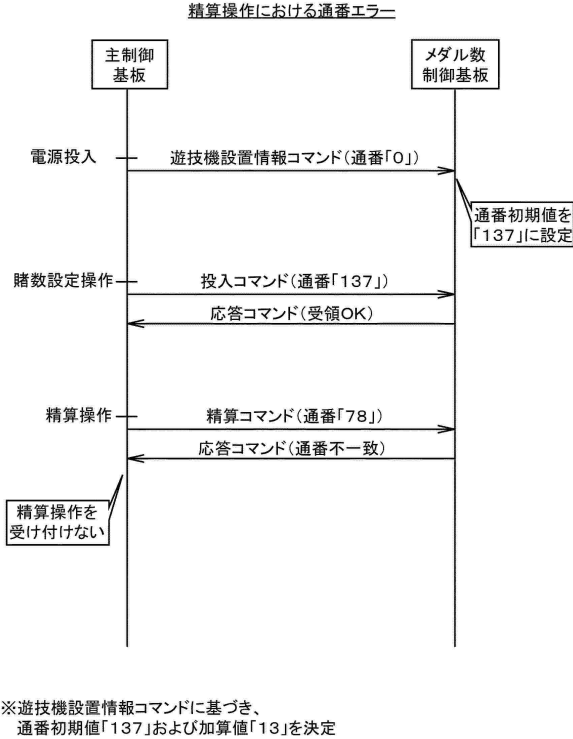 精算操作における通番エラー
主制御
基板
メダル数
制御基板
電源投入
遊技機設置情報コマンド(通番「0」)
通番初期値を
「137」に設定
賭数設定操作
投入コマンド(通番「137」)
応答コマンド(受領OK)
精算操作
精算コマンド(通番「78」)
応答コマンド(通番不一致)
精算操作を
受け付けない
※遊技機設置情報コマンドに基づき、
通番初期値「137」および加算値「13」を決定